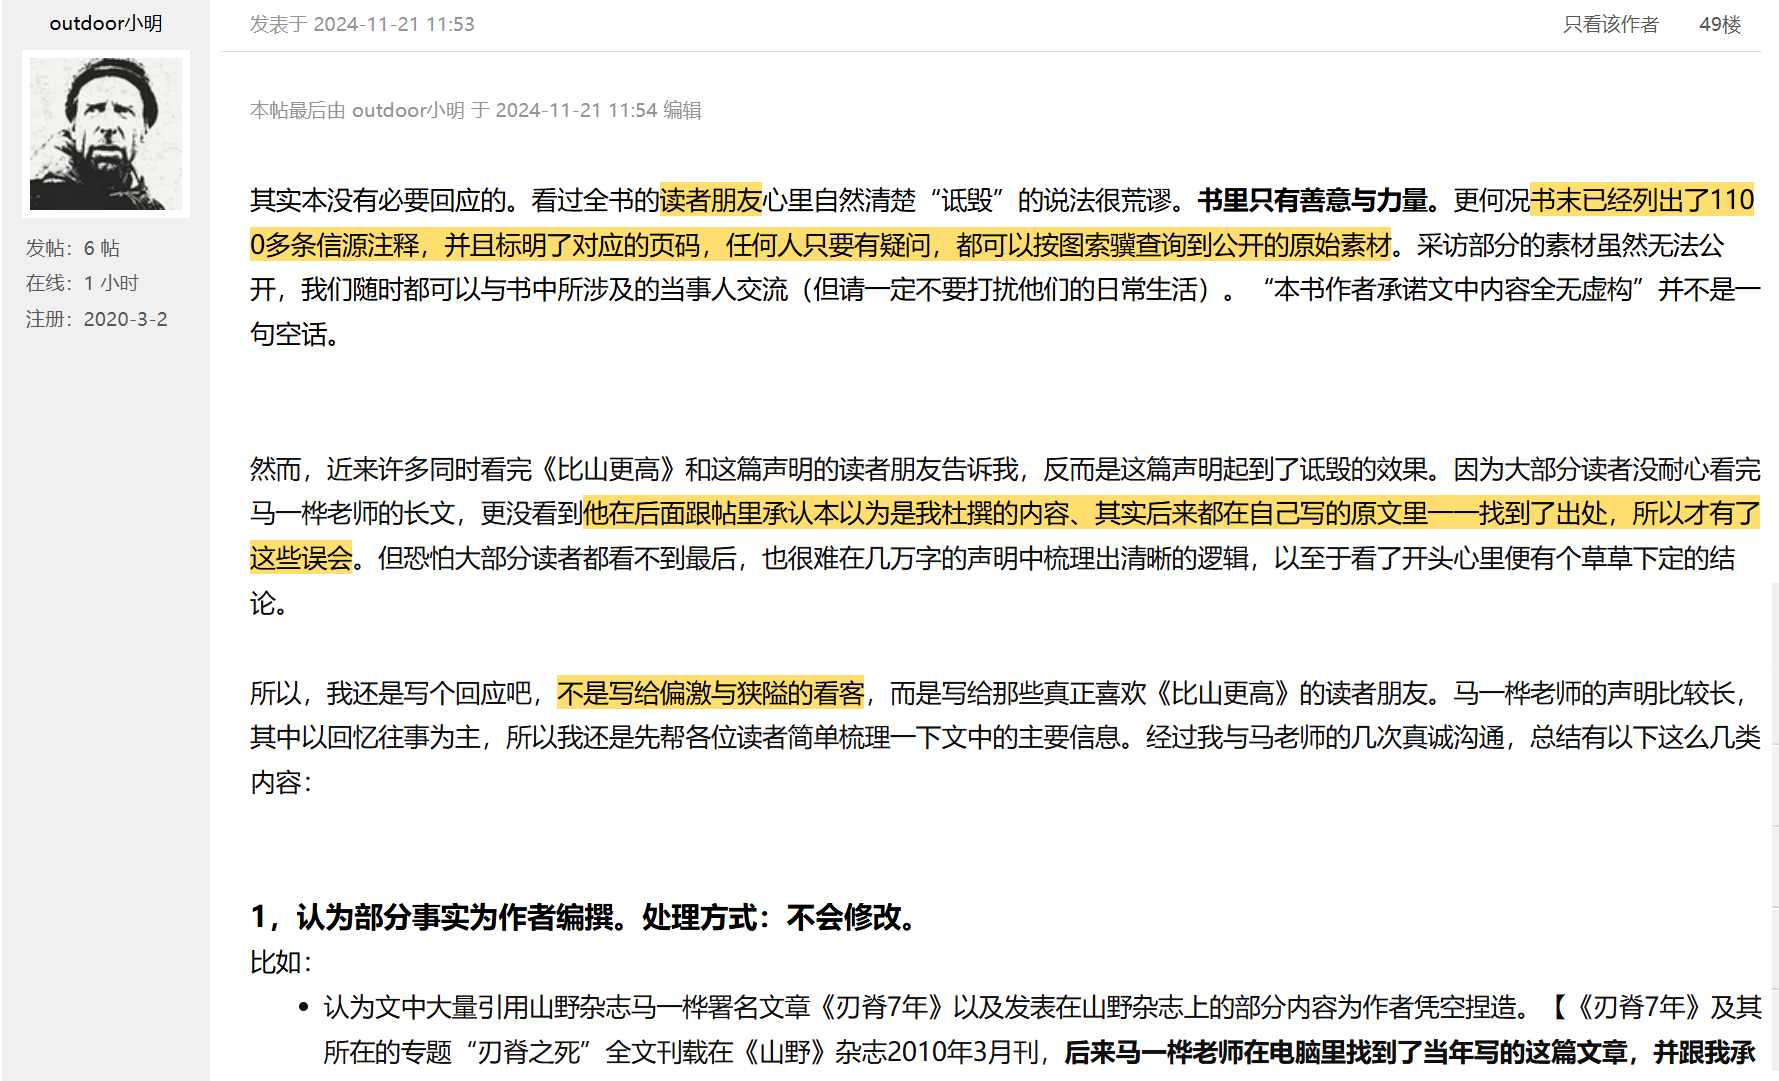 outdoor小明
发帖：6 帖
在线：1 小时
注册：2020-3-2
发表于 2024-11-21 11:53
只看该作者 49楼
本帖最后由 outdoor小明 于 2024-11-21 11:54 编辑
其实本没有必要回应的。看过全书的读者朋友心里自然清楚“诋毁”的说法很荒谬。书里只有善意与力量。更何况书末已经列出了110
0多条信源注释，并且标明了对应的页码，任何人只要有疑问，都可以按图索骥查询到公开的原始素材。采访部分的素材虽然无法公
开，我们随时都可以与书中所涉及的当事人交流（但请一定不要打扰他们的日常生活）。“本书作者承诺文中内容全无虚构”并不是一
句空话。
然而，近来许多同时看完《比山更高》和这篇声明的读者朋友告诉我，反而是这篇声明起到了诋毁的效果。因为大部分读者没耐心看完
马一桦老师的长文，更没看到他在后面跟帖里承认本以为是我杜撰的内容、其实后来都在自己写的原文里一一找到了出处，所以才有了
这些误会。但恐怕大部分读者都看不到最后，也很难在几万字的声明中梳理出清晰的逻辑，以至于看了开头心里便有个草草下定的结
论。
所以，我还是写个回应吧，不是写给偏激与狭隘的看客，而是写给那些真正喜欢《比山更高》的读者朋友。马一桦老师的声明比较长，
其中以回忆往事为主，所以我还是先帮各位读者简单梳理一下文中的主要信息。经过我与马老师的几次真诚沟通，总结有以下这么几类
内容：
1，认为部分事实为作者编撰。处理方式：不会修改。
比如：
• 认为文中大量引用山野杂志马一桦署名文章《刃脊7年》以及发表在山野杂志上的部分内容为作者凭空捏造。【《刃脊7年》及其
所在的专题“刃脊之死”全文刊载在《山野》杂志2010年3月刊，后来马一桦老师在电脑里找到了当年写的这篇文章，并跟我承